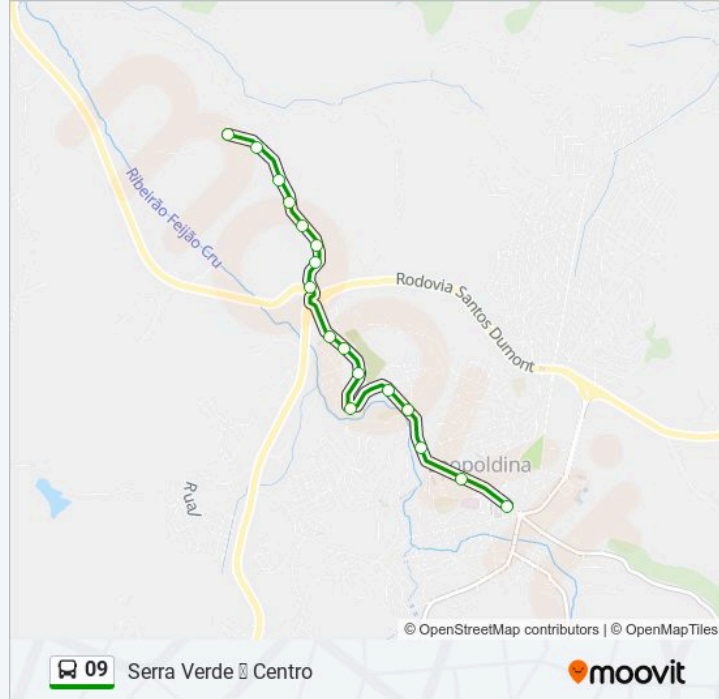 Ribeirão Feijão Cru
Rodovia Santos Dumont
opoldina
Rua
© OpenStreetMap contributors | © OpenMapTiles
09 Serra Verde  Centro
moovit